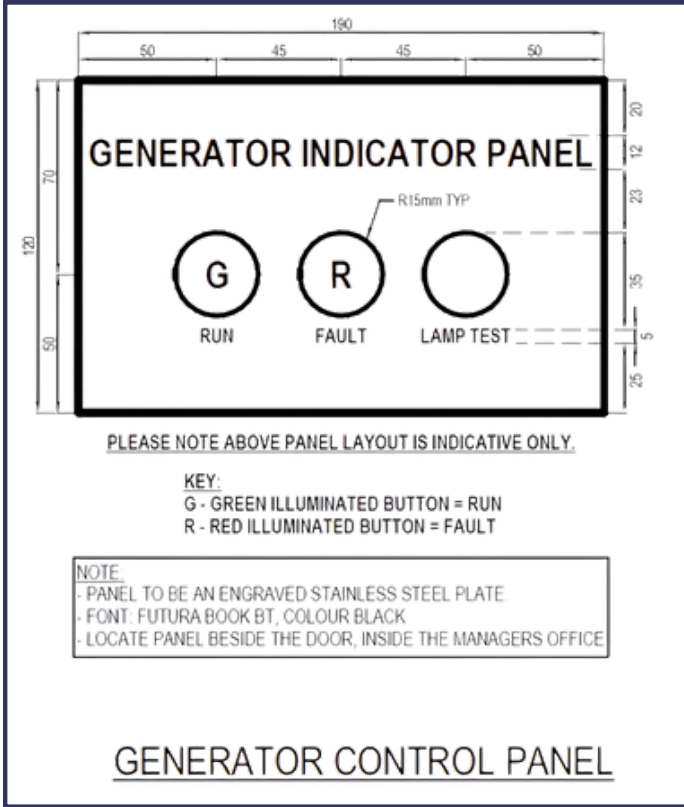 190
50 45 45 50
20
GENERATOR INDICATOR PANEL
12
70
23
R15mm TYP
120
G R
35
RUN FAULT LAMP TEST
5
50
25
PLEASE NOTE ABOVE PANEL LAYOUT IS INDICATIVE ONLY.
KEY:
G - GREEN ILLUMINATED BUTTON = RUN
R - RED ILLUMINATED BUTTON = FAULT
NOTE:
- PANEL TO BE AN ENGRAVED STAINLESS STEEL PLATE
- FONT: FUTURA BOOK BT, COLOUR BLACK
- LOCATE PANEL BESIDE THE DOOR, INSIDE THE MANAGERS OFFICE
GENERATOR CONTROL PANEL